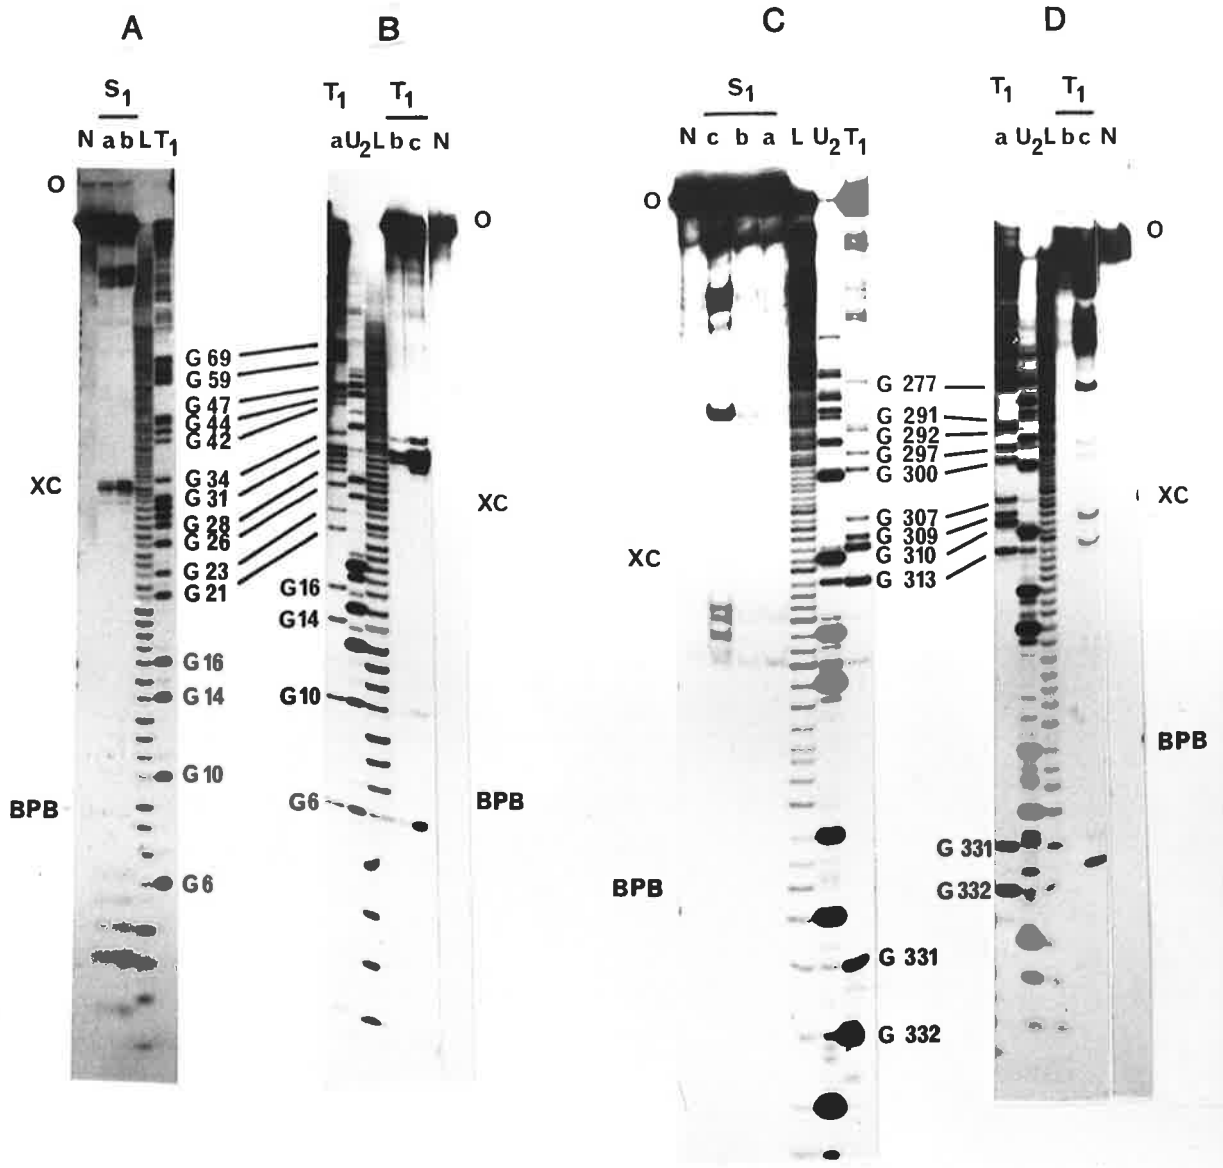 A B C D
S1 T1 T1 S1 T1 T1
N a b L T1 a U2 L b c N N c b a L U2 T1 a U2 L b c N
O O O O
G 69
G 59
G 47
G 44
G 42
G 34
G 31
G 28
G 26
G 23
G 21
G 16
G 14
G 10
G 6
XC
BPB
G16
G14
G10
G6
XC
BPB
XC
BPB
G 277
G 291
G 292
G 297
G 300
G 307
G 309
G 310
G 313
G 331
G 332
G 331
G 332
XC
BPB